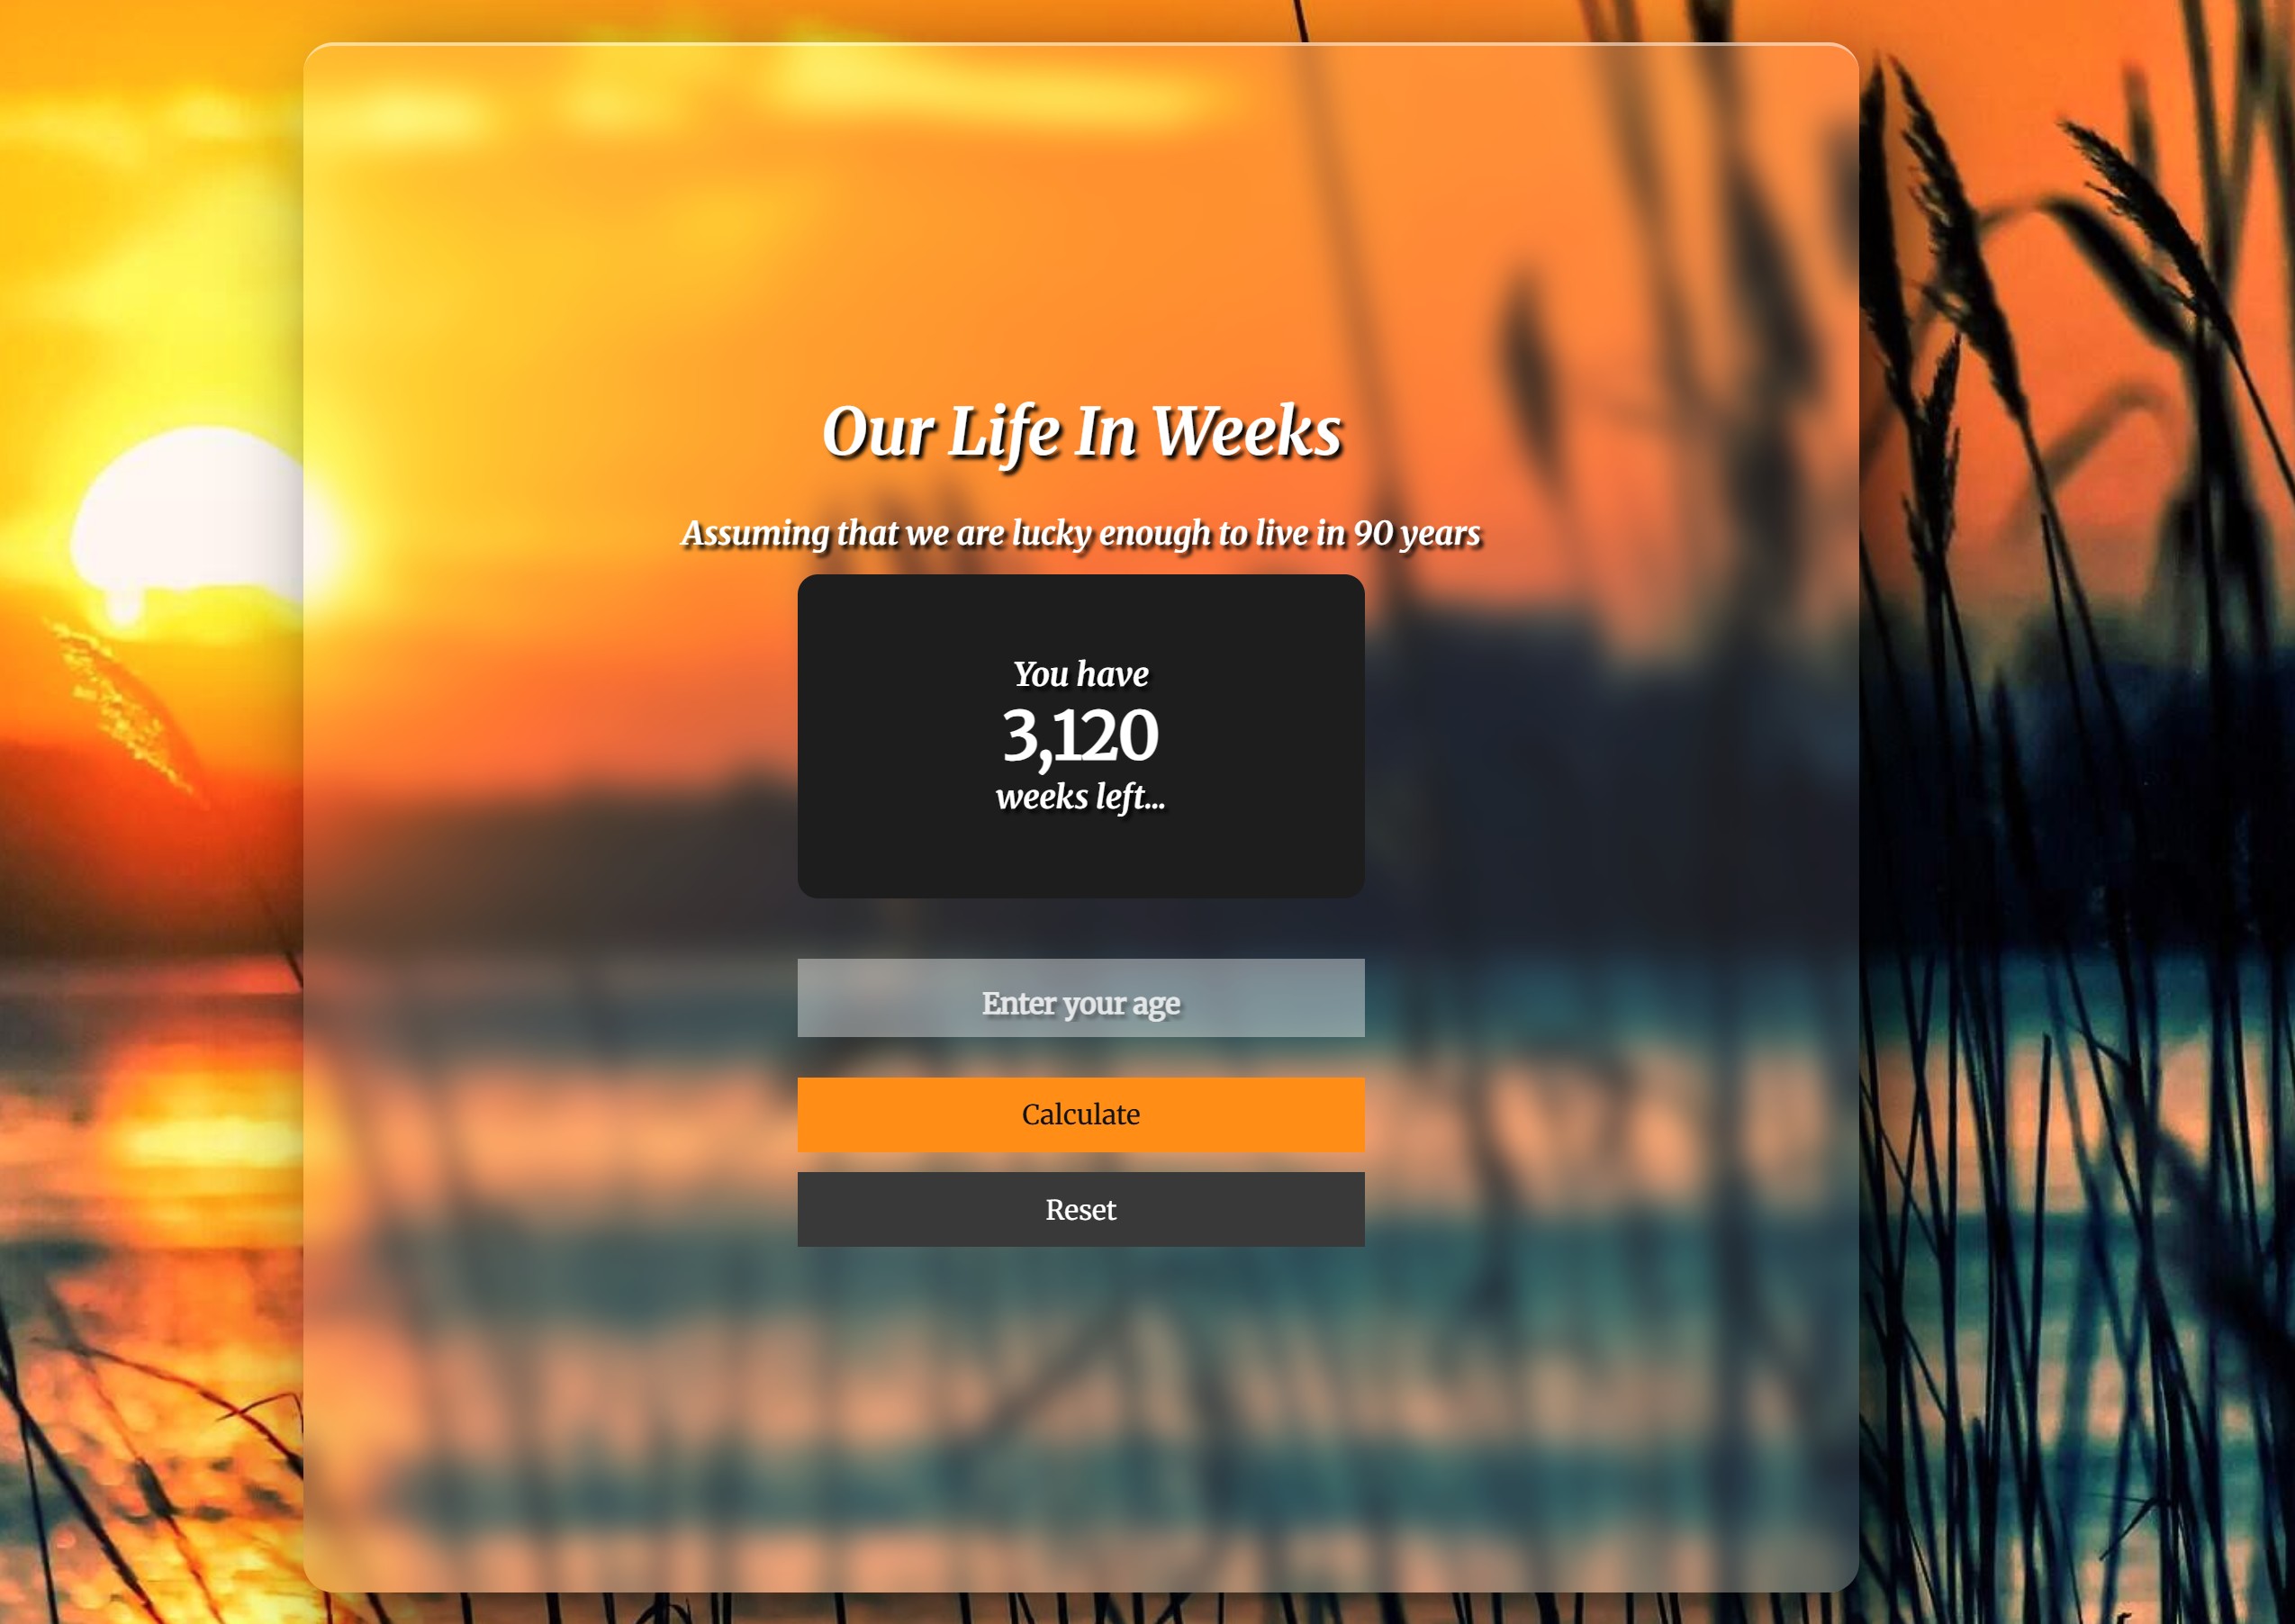 Our Life In Weeks
Assuming that we are lucky enough to live in 90 years
You have
3,120
weeks left...
Enter your age
Calculate
Reset